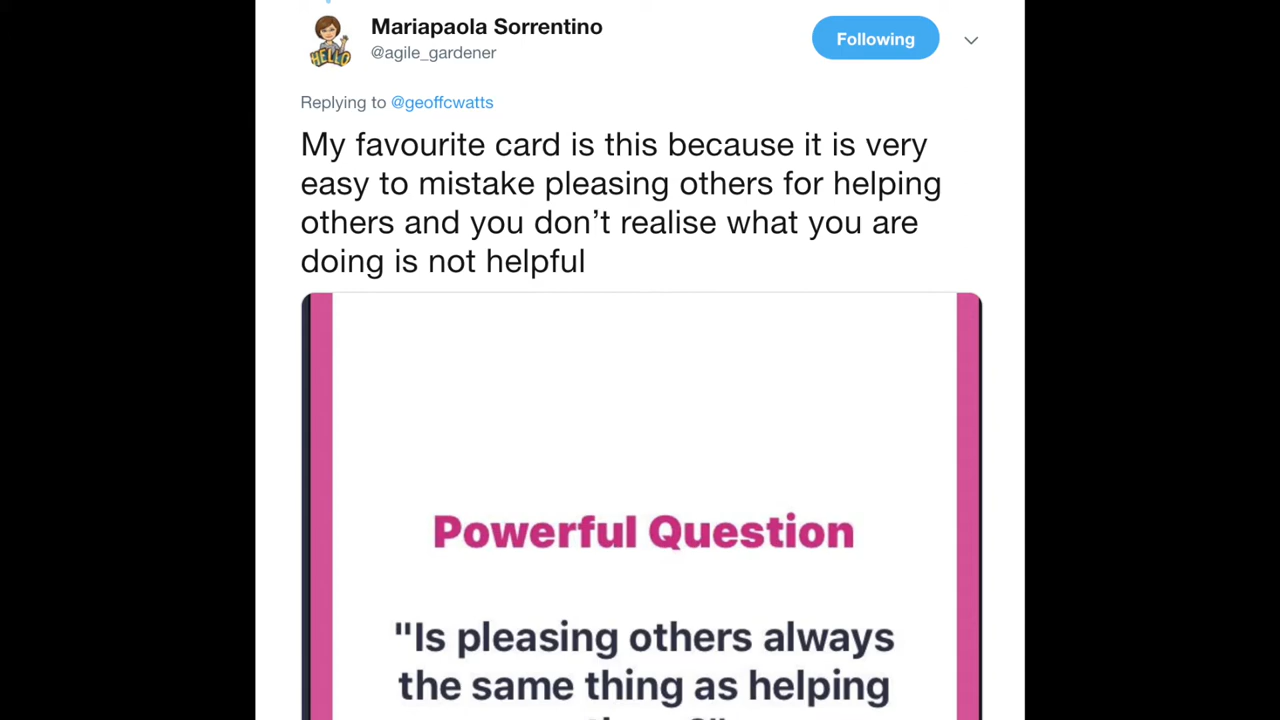 Mariapaola Sorrentino
@agile_gardener
Following
HELLO
Replying to @geoffcwatts
My favourite card is this because it is very
easy to mistake pleasing others for helping
others and you don’t realise what you are
doing is not helpful
Powerful Question
"Is pleasing others always
the same thing as helping